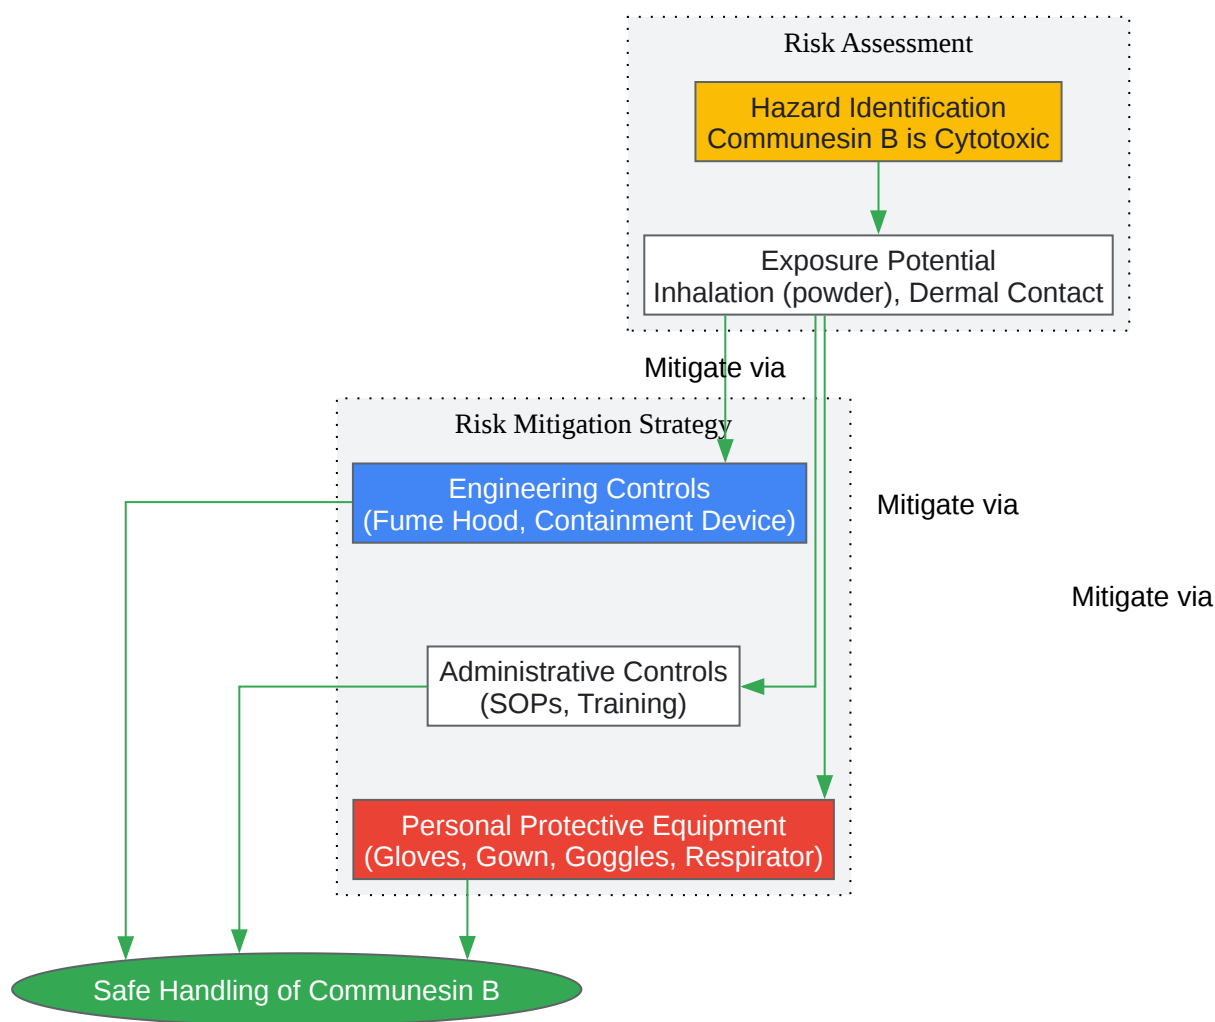 Risk Assessment
Hazard Identification
Communesin B is Cytotoxic
Exposure Potential
Inhalation (powder), Dermal Contact
Mitigate via
Risk Mitigation Strategy
Engineering Controls
(Fume Hood, Containment Device)
Mitigate via
Mitigate via
Administrative Controls
(SOPs, Training)
Personal Protective Equipment
(Gloves, Gown, Goggles, Respirator)
Safe Handling of Communesin B